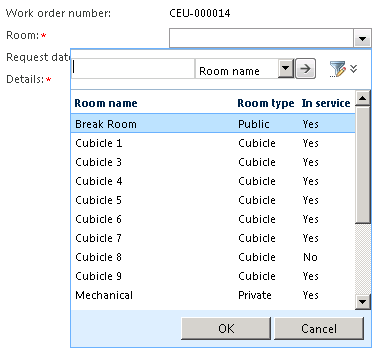 Work order number: CEU-000014
Room: *
Request dat
Room name
Details: *
Room name Room type In service
Break Room Public Yes
Cubicle 1 Cubicle Yes
Cubicle 3 Cubicle Yes
Cubicle 4 Cubicle Yes
Cubicle 5 Cubicle Yes
Cubicle 6 Cubicle Yes
Cubicle 7 Cubicle Yes
Cubicle 8 Cubicle No
Cubicle 9 Cubicle Yes
Mechanical Private Yes
OK Cancel